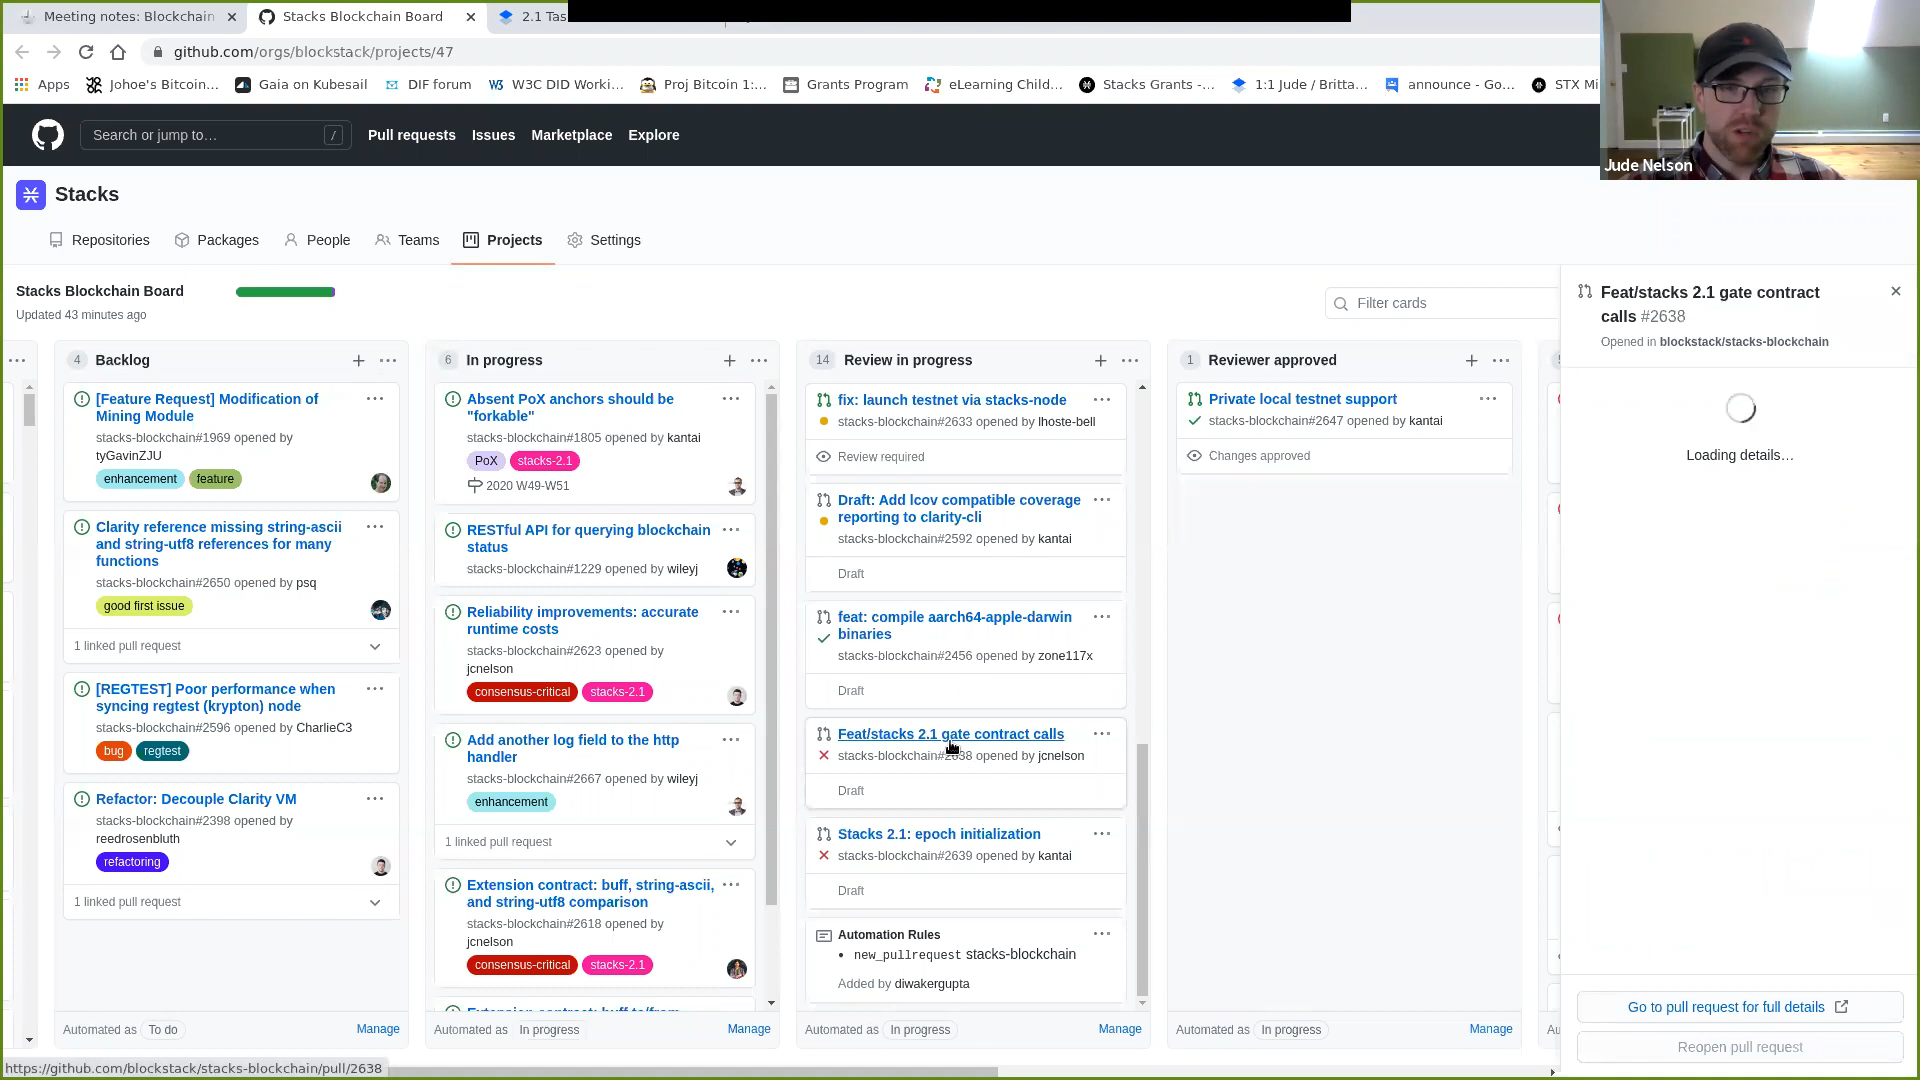 Meeting notes: Blockchain
Stacks Blockchain Board
2.1 Tas
github.com/orgs/blockstack/projects/47
Apps
Johoe's Bitcoin...
Gaia on Kubesail
DIF forum
W3C DID Worki...
Proj Bitcoin 1:...
Grants Program
eLearning Child...
Stacks Grants -...
1:1 Jude / Britta...
announce - Go...
STX Mi
Jude Nelson
Search or jump to...
/
Pull requests
Issues
Marketplace
Explore
Stacks
Repositories
Packages
People
Teams
Projects
Settings
Stacks Blockchain Board
Updated 43 minutes ago
Filter cards
4 Backlog
[Feature Request] Modification of
Mining Module
stacks-blockchain#1969 opened by
tyGavinZJU
enhancement feature
Clarity reference missing string-ascii
and string-utf8 references for many
functions
stacks-blockchain#2650 opened by psq
good first issue
1 linked pull request
[REGTEST] Poor performance when
syncing regtest (krypton) node
stacks-blockchain#2596 opened by CharlieC3
bug regtest
Refactor: Decouple Clarity VM
stacks-blockchain#2398 opened by
reedrosenbluth
refactoring
1 linked pull request
Automated as To do Manage
6 In progress
Absent PoX anchors should be
"forkable"
stacks-blockchain#1805 opened by kantai
PoX stacks-2.1
2020 W49-W51
RESTful API for querying blockchain
status
stacks-blockchain#1229 opened by wileyj
Reliability improvements: accurate
runtime costs
stacks-blockchain#2623 opened by
jcnelson
consensus-critical stacks-2.1
Add another log field to the http
handler
stacks-blockchain#2667 opened by wileyj
enhancement
1 linked pull request
Extension contract: buff, string-ascii,
and string-utf8 comparison
stacks-blockchain#2618 opened by
jcnelson
consensus-critical stacks-2.1
Automated as In progress Manage
14 Review in progress
fix: launch testnet via stacks-node
stacks-blockchain#2633 opened by lhoste-bell
Review required
Draft: Add lcov compatible coverage
reporting to clarity-cli
stacks-blockchain#2592 opened by kantai
Draft
feat: compile aarch64-apple-darwin
binaries
stacks-blockchain#2456 opened by zone117x
Draft
Feat/stacks 2.1 gate contract calls
stacks-blockchain#2638 opened by jcnelson
Draft
Stacks 2.1: epoch initialization
stacks-blockchain#2639 opened by kantai
Draft
Automation Rules
• new_pullrequest stacks-blockchain
Added by diwakergupta
Automated as In progress Manage
1 Reviewer approved
Private local testnet support
stacks-blockchain#2647 opened by kantai
Changes approved
Automated as In progress Manage
Au
Feat/stacks 2.1 gate contract
calls #2638
Opened in blockstack/stacks-blockchain
Loading details...
Go to pull request for full details
Reopen pull request
https://github.com/blockstack/stacks-blockchain/pull/2638